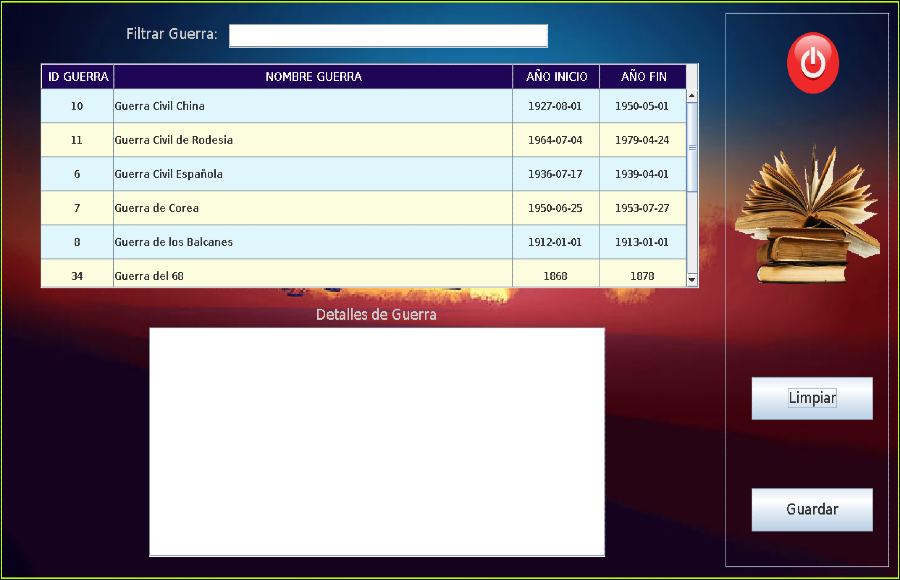 Filtrar Guerra:
ID GUERRA NOMBRE GUERRA AÑO INICIO AÑO FIN
10 Guerra Civil China 1927-08-01 1950-05-01
11 Guerra Civil de Rodesia 1964-07-04 1979-04-24
6 Guerra Civil Española 1936-07-17 1939-04-01
7 Guerra de Corea 1950-06-25 1953-07-27
8 Guerra de los Balcanes 1912-01-01 1913-01-01
34 Guerra del 68 1868 1878
Detalles de Guerra
Limpiar
Guardar